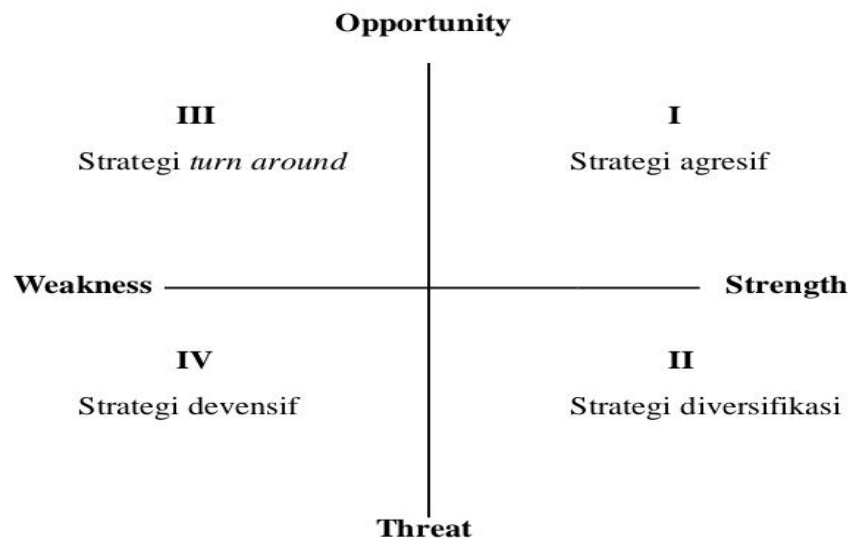 Opportunity
III
I
Strategi turn around
Strategi agresif
Weakness
Strength
IV
II
Strategi devensif
Strategi diversifikasi
Threat